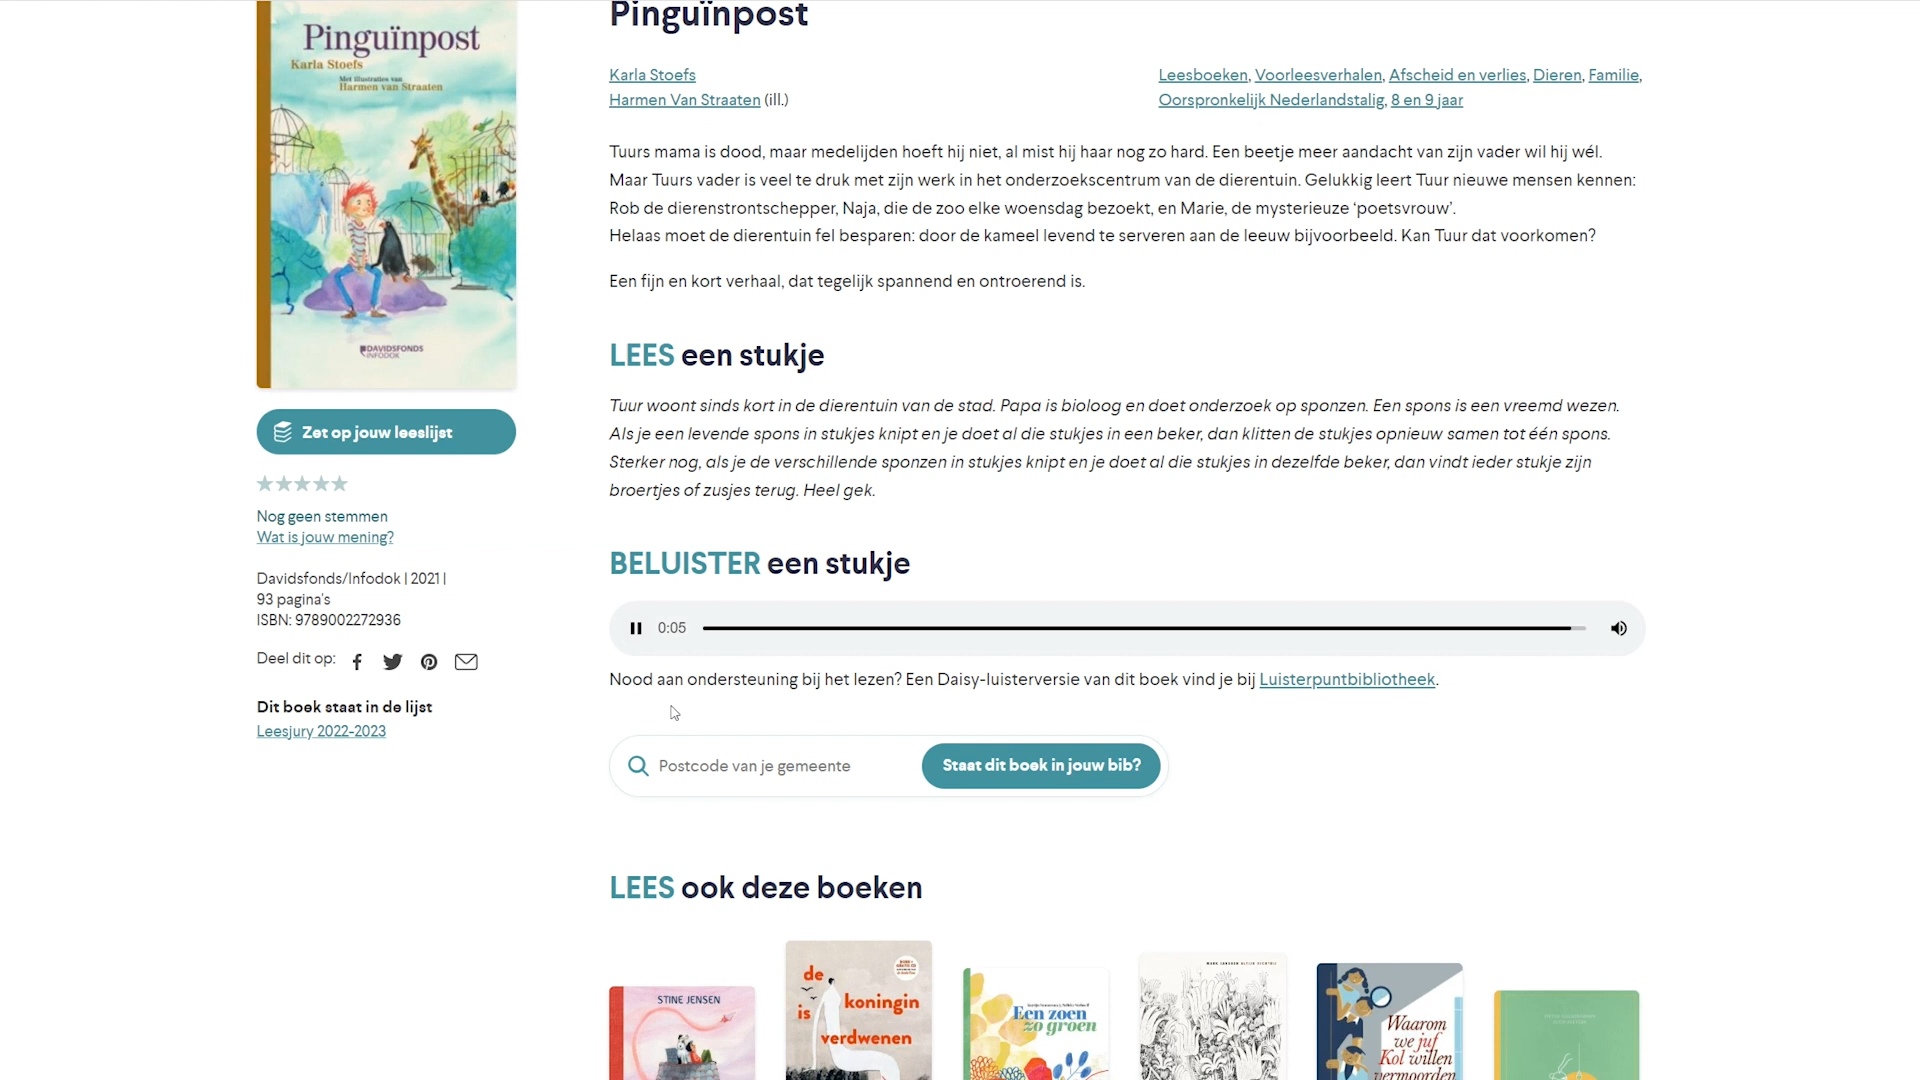 Pinguïnpost
Karla Stoefs
Met illustraties van
Harmen van Straaten
DAVIDSFONDS
INFODOK
Zet op jouw leeslijst
Nog geen stemmen
Wat is jouw mening?
Davidsfonds/Infodok | 2021 |
93 pagina's
ISBN: 9789002272936
Deel dit op:
Dit boek staat in de lijst
Leesjury 2022-2023
Pinguïnpost
Karla Stoefs
Harmen Van Straaten (ill.)
Leesboeken, Voorleesverhalen, Afscheid en verlies, Dieren, Familie,
Oorspronkelijk Nederlandstalig, 8 en 9 jaar
Tuurs mama is dood, maar medelijden hoeft hij niet, al mist hij haar nog zo hard. Een beetje meer aandacht van zijn vader wil hij wél.
Maar Tuurs vader is veel te druk met zijn werk in het onderzoekscentrum van de dierentuin. Gelukkig leert Tuur nieuwe mensen kennen:
Rob de dierenstrontschepper, Naja, die de zoo elke woensdag bezoekt, en Marie, de mysterieuze ‘poetsvrouw’.
Helaas moet de dierentuin fel besparen: door de kameel levend te serveren aan de leeuw bijvoorbeeld. Kan Tuur dat voorkomen?
Een fijn en kort verhaal, dat tegelijk spannend en ontroerend is.
LEES een stukje
Tuur woont sinds kort in de dierentuin van de stad. Papa is bioloog en doet onderzoek op sponzen. Een spons is een vreemd wezen.
Als je een levende spons in stukjes knipt en je doet al die stukjes in een beker, dan klitten de stukjes opnieuw samen tot één spons.
Sterker nog, als je de verschillende sponzen in stukjes knipt en je doet al die stukjes in dezelfde beker, dan vindt ieder stukje zijn
broertjes of zusjes terug. Heel gek.
BELUISTER een stukje
0:05
Nood aan ondersteuning bij het lezen? Een Daisy-luisterversie van dit boek vind je bij Luisterpuntbibliotheek.
Postcode van je gemeente
Staat dit boek in jouw bib?
LEES ook deze boeken
STINE JENSEN
de
koningin
is
verdwenen
Een zoen
zo groen
Waarom
we juf
Kol willen
vermoorden